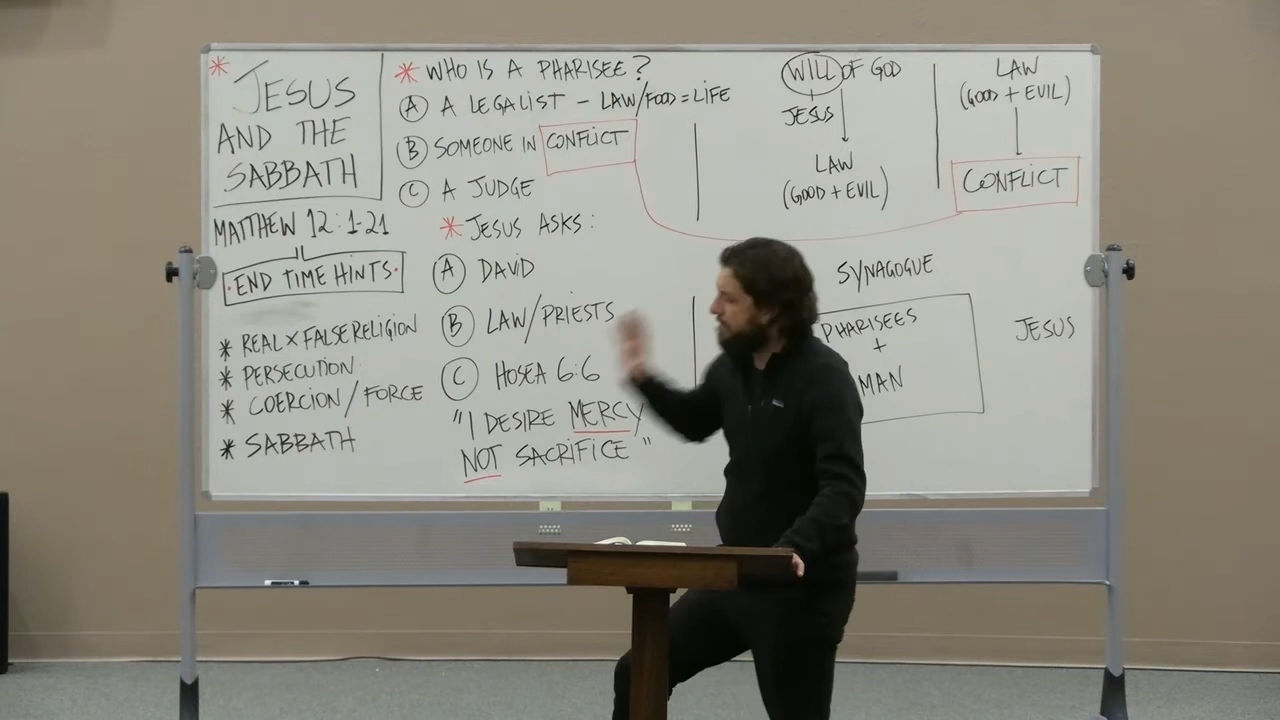 * JESUS
AND THE
SABBATH
MATTHEW 12:1-21
• END TIME HINTS •
* REAL X FALSE RELIGION
* PERSECUTION
* COERCION/FORCE
* SABBATH
* WHO IS A PHARISEE?
(A) A LEGALIST – LAW/FOOD = LIFE
(B) SOMEONE IN CONFLICT
(C) A JUDGE
* JESUS ASKS:
(A) DAVID
(B) LAW/PRIESTS
(C) HOSEA 6:6
"I DESIRE MERCY
NOT SACRIFICE"
WILL OF GOD
JESUS
LAW
(GOOD + EVIL)
LAW
(GOOD + EVIL)
CONFLICT
SYNAGOGUE
PHARISEES
+
MAN
JESUS